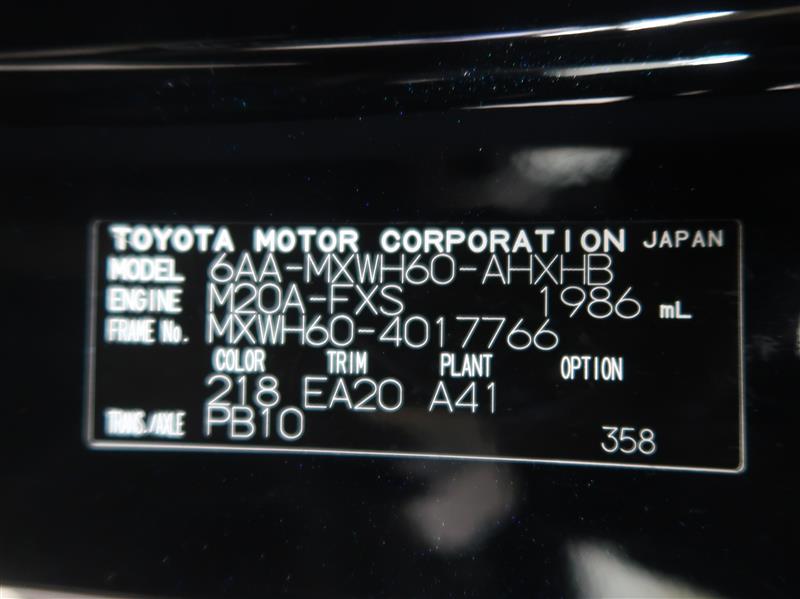 TOYOTA MOTOR CORPORATION JAPAN
MODEL 6AA-MXWH60-AHXHB
ENGINE M20A-FXS 1986 mL
FRAME No. MXWH60-4017766
COLOR TRIM PLANT OPTION
218 EA20 A41
TRANS./AXLE PB10 358